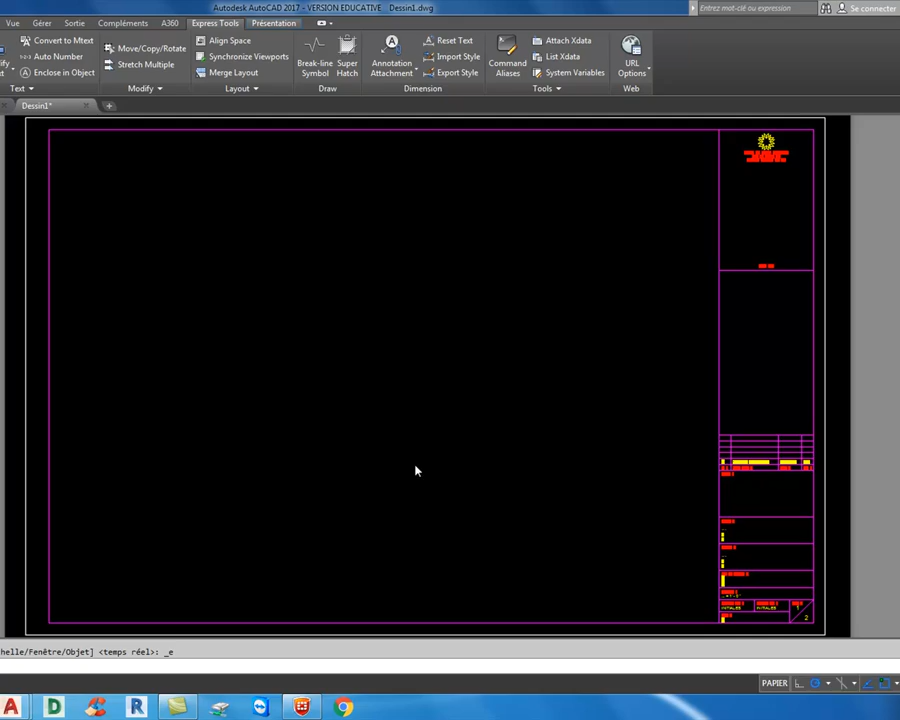 Autodesk AutoCAD 2017 - VERSION EDUCATIVE Dessin1.dwg
Entrez mot-clé ou expression
Se connecter
Vue Gérer Sortie Compléments A360 Express Tools Présentation
Convert to Mtext
Auto Number
Enclose in Object
Text
Move/Copy/Rotate
Stretch Multiple
Modify
Align Space
Synchronize Viewports
Merge Layout
Layout
Break-line Symbol
Super Hatch
Draw
Annotation Attachment
Reset Text
Import Style
Export Style
Dimension
Command Aliases
Attach Xdata
List Xdata
System Variables
Tools
URL Options
Web
Dessin1*
INITIALES INITIALES
2
helle/Fenêtre/Objet] <temps réel>: _e
PAPIER
A D R